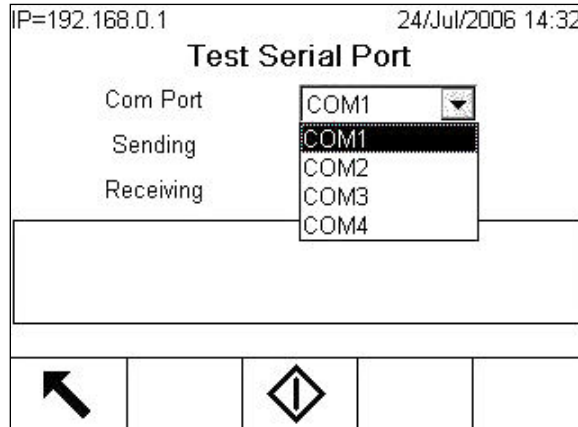 IP=192.168.0.1 24/Jul/2006 14:32
Test Serial Port
Com Port COM1
COM1
Sending
COM2
Receiving COM3
COM4